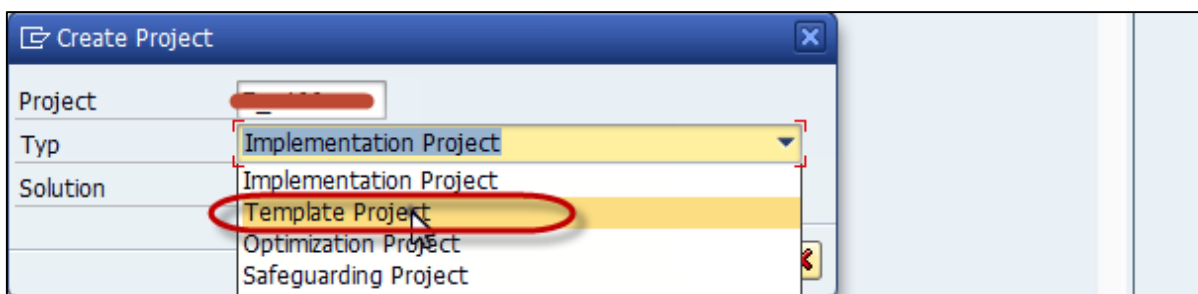 Create Project
Project
Typ Implementation Project
Solution Implementation Project
Template Project
Optimization Project
Safeguarding Project